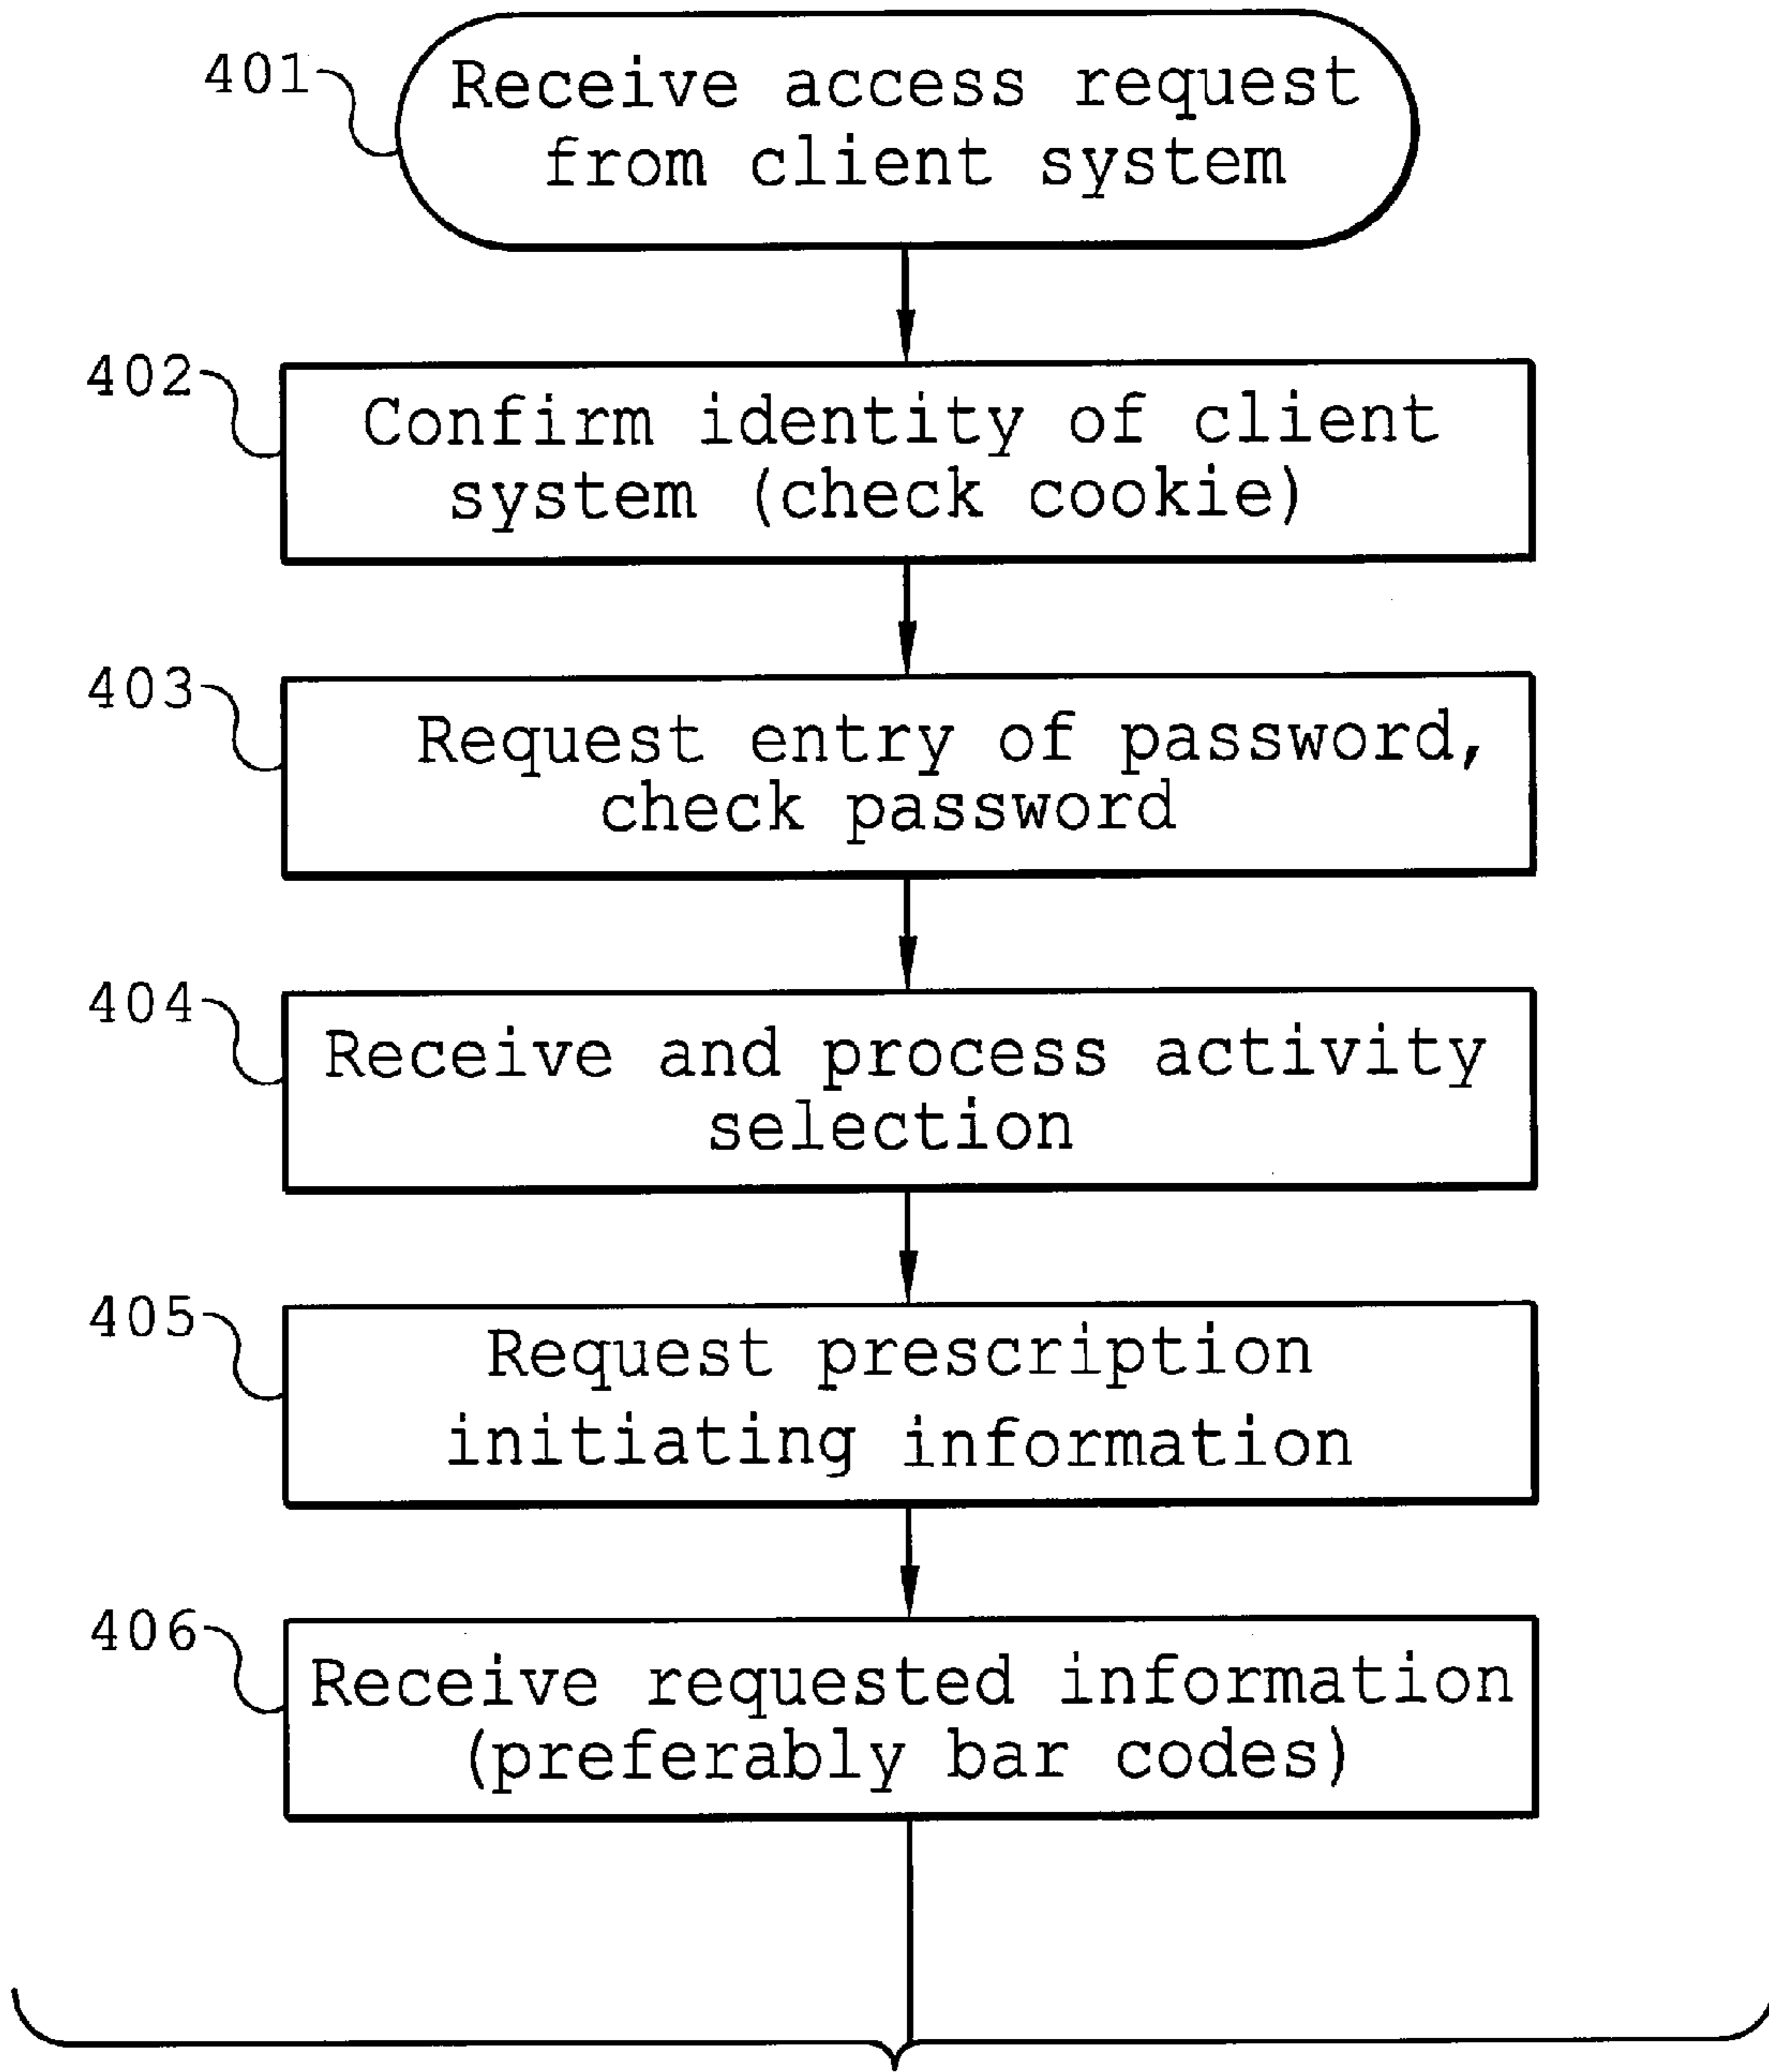 401
Receive access request
from client system
402
Confirm identity of client
system (check cookie)
403
Request entry of password,
check password
404
Receive and process activity
selection
405
Request prescription
initiating information
406
Receive requested information
(preferably bar codes)